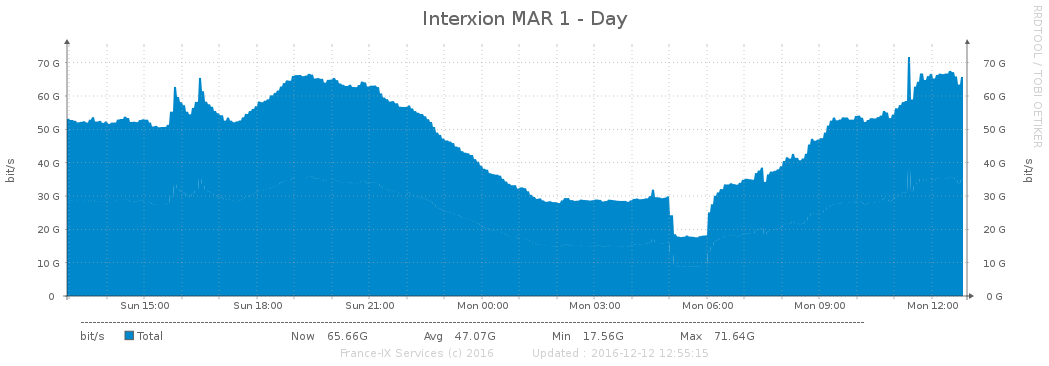 Interxion MAR 1 - Day
RRDTOOL / TOBI OETIKER
bit/s
bit/s
70 G 70 G
60 G 60 G
50 G 50 G
40 G 40 G
30 G 30 G
20 G 20 G
10 G 10 G
0 0 G
Sun 15:00 Sun 18:00 Sun 21:00 Mon 00:00 Mon 03:00 Mon 06:00 Mon 09:00 Mon 12:00
bit/s Total Now 65.66G Avg 47.07G Min 17.56G Max 71.64G
France-IX Services (c) 2016 Updated : 2016-12-12 12:55:15